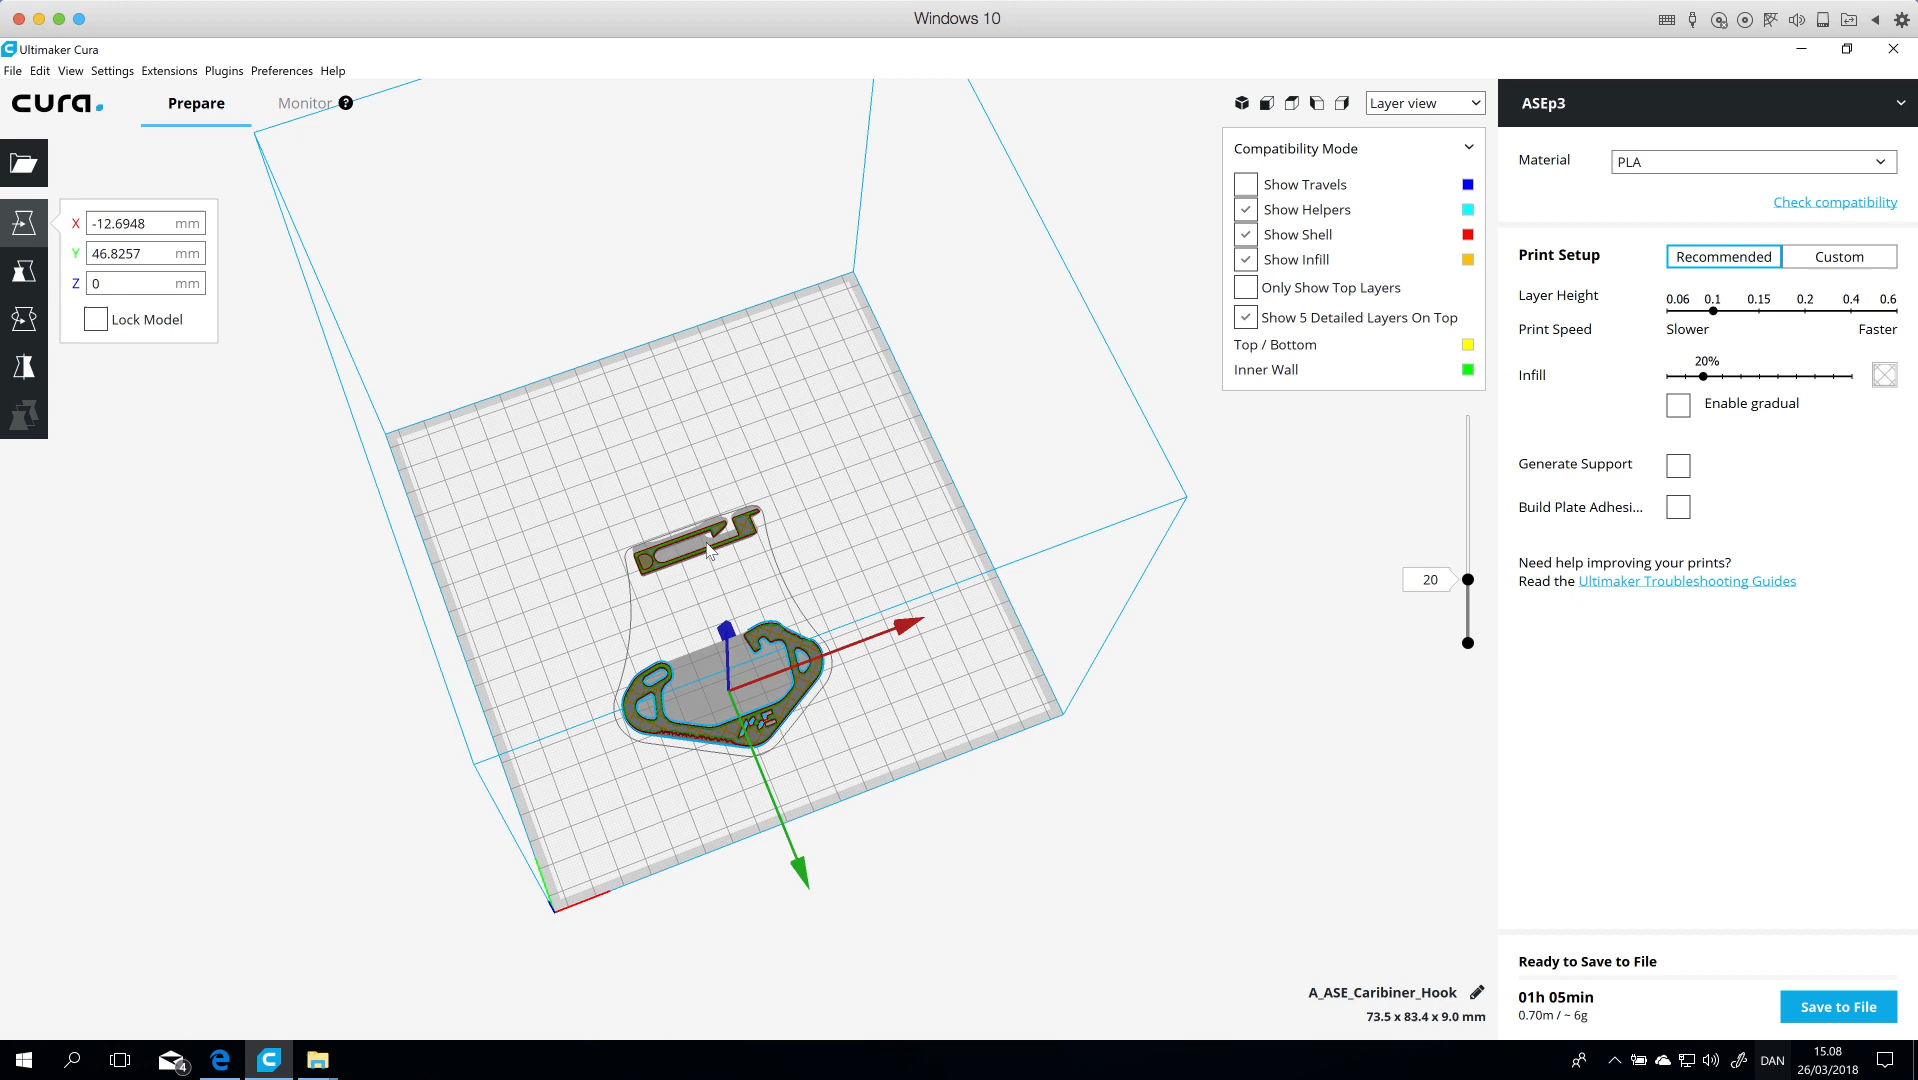 Windows 10
Ultimaker Cura
File Edit View Settings Extensions Plugins Preferences Help
cura.
Prepare
Monitor ?
Layer view
ASEp3
Compatibility Mode
Show Travels
Show Helpers
Show Shell
Show Infill
Only Show Top Layers
Show 5 Detailed Layers On Top
Top / Bottom
Inner Wall
X -12.6948 mm
Y 46.8257 mm
Z 0 mm
Lock Model
20
Material PLA
Check compatibility
Print Setup Recommended Custom
Layer Height 0.06 0.1 0.15 0.2 0.4 0.6
Print Speed Slower Faster
20%
Infill
Enable gradual
Generate Support
Build Plate Adhesi...
Need help improving your prints?
Read the Ultimaker Troubleshooting Guides
A_ASE_Caribiner_Hook
73.5 x 83.4 x 9.0 mm
Ready to Save to File
01h 05min
0.70m / ~ 6g
Save to File
4
DAN
15.08
26/03/2018